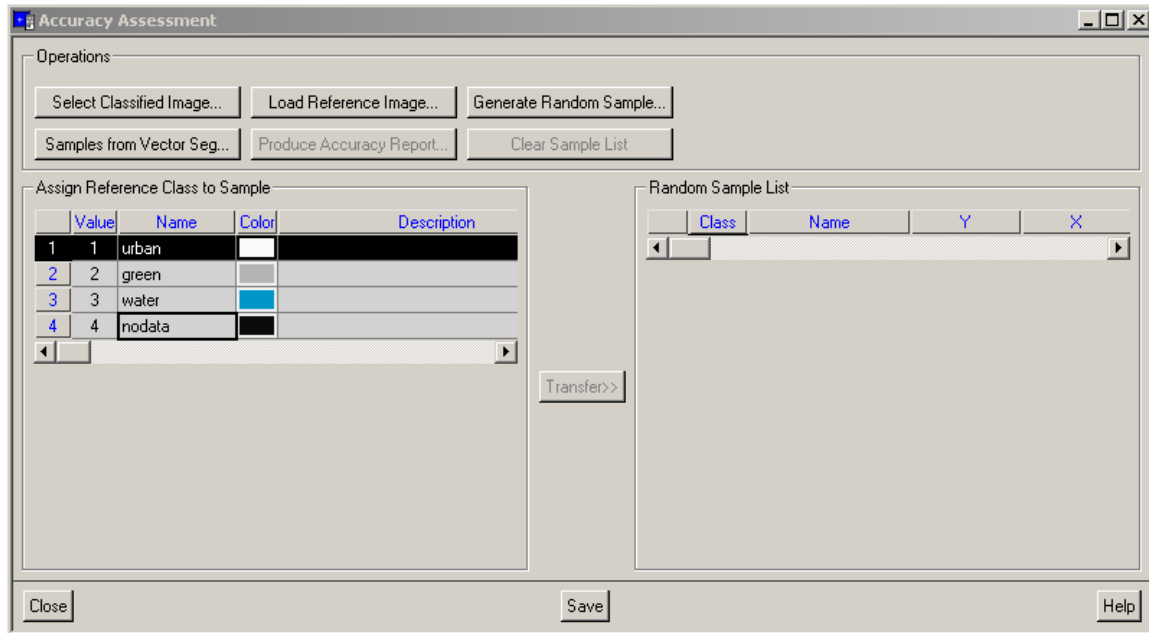 Accuracy Assessment
Operations
Select Classified Image... Load Reference Image... Generate Random Sample...
Samples from Vector Seg... Produce Accuracy Report... Clear Sample List
Assign Reference Class to Sample
Value Name Color Description
1 1 urban
2 2 green
3 3 water
4 4 nodata
Transfer>>
Random Sample List
Class Name Y X
Close Save Help